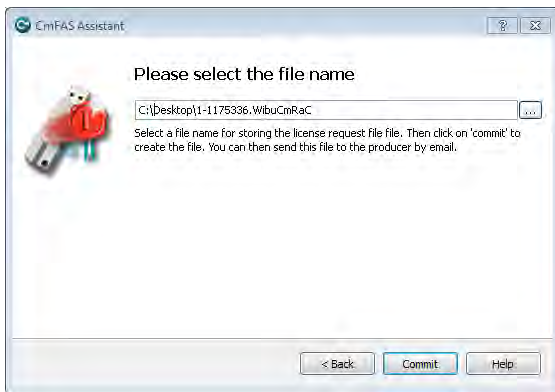 CmFAS Assistant
Please select the file name
C:\Desktop\1-1175336.WibuCmRaC
...
Select a file name for storing the license request file file. Then click on 'commit' to
create the file. You can then send this file to the producer by email.
< Back
Commit
Help